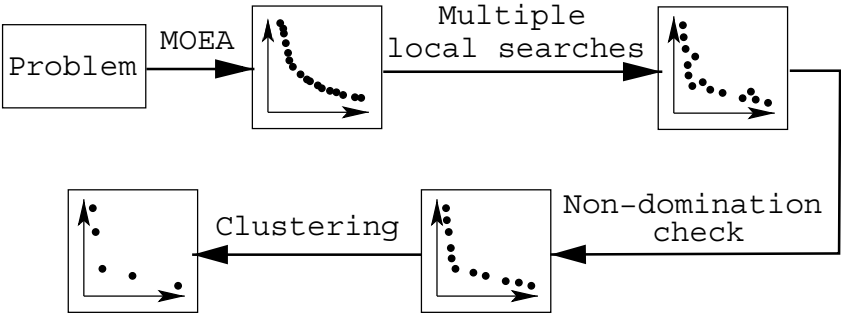 Problem
MOEA
Multiple
local searches
Non-domination
check
Clustering